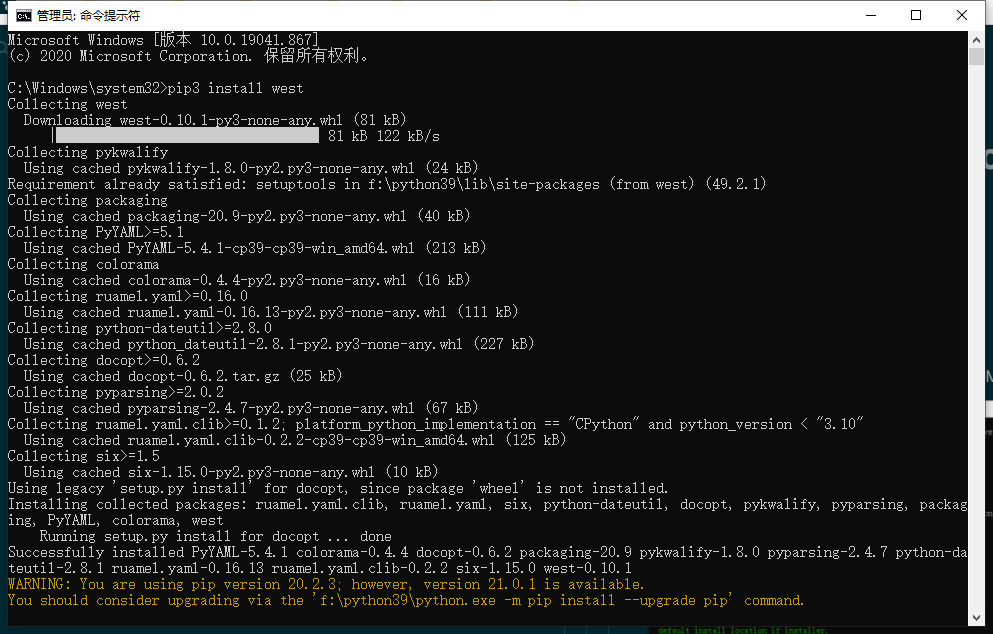 管理员: 命令提示符
Microsoft Windows [版本 10.0.19041.867]
(c) 2020 Microsoft Corporation. 保留所有权利。
C:\Windows\system32>pip3 install west
Collecting west
Downloading west-0.10.1-py3-none-any.whl (81 kB)
| 81 kB 122 kB/s
Collecting pykwalify
Using cached pykwalify-1.8.0-py2.py3-none-any.whl (24 kB)
Requirement already satisfied: setuptools in f:\python39\lib\site-packages (from west) (49.2.1)
Collecting packaging
Using cached packaging-20.9-py2.py3-none-any.whl (40 kB)
Collecting PyYAML>=5.1
Using cached PyYAML-5.4.1-cp39-cp39-win_amd64.whl (213 kB)
Collecting colorama
Using cached colorama-0.4.4-py2.py3-none-any.whl (16 kB)
Collecting ruamel.yaml>=0.16.0
Using cached ruamel.yaml-0.16.13-py2.py3-none-any.whl (111 kB)
Collecting python-dateutil>=2.8.0
Using cached python_dateutil-2.8.1-py2.py3-none-any.whl (227 kB)
Collecting docopt>=0.6.2
Using cached docopt-0.6.2.tar.gz (25 kB)
Collecting pyparsing>=2.0.2
Using cached pyparsing-2.4.7-py2.py3-none-any.whl (67 kB)
Collecting ruamel.yaml.clib>=0.1.2; platform_python_implementation == "CPython" and python_version < "3.10"
Using cached ruamel.yaml.clib-0.2.2-cp39-cp39-win_amd64.whl (125 kB)
Collecting six>=1.5
Using cached six-1.15.0-py2.py3-none-any.whl (10 kB)
Using legacy 'setup.py install' for docopt, since package 'wheel' is not installed.
Installing collected packages: ruamel.yaml.clib, ruamel.yaml, six, python-dateutil, docopt, pykwalify, pyparsing, packag
ing, PyYAML, colorama, west
Running setup.py install for docopt ... done
Successfully installed PyYAML-5.4.1 colorama-0.4.4 docopt-0.6.2 packaging-20.9 pykwalify-1.8.0 pyparsing-2.4.7 python-da
teutil-2.8.1 ruamel.yaml-0.16.13 ruamel.yaml.clib-0.2.2 six-1.15.0 west-0.10.1
WARNING: You are using pip version 20.2.3; however, version 21.0.1 is available.
You should consider upgrading via the 'f:\python39\python.exe -m pip install --upgrade pip' command.
default install location if installer.